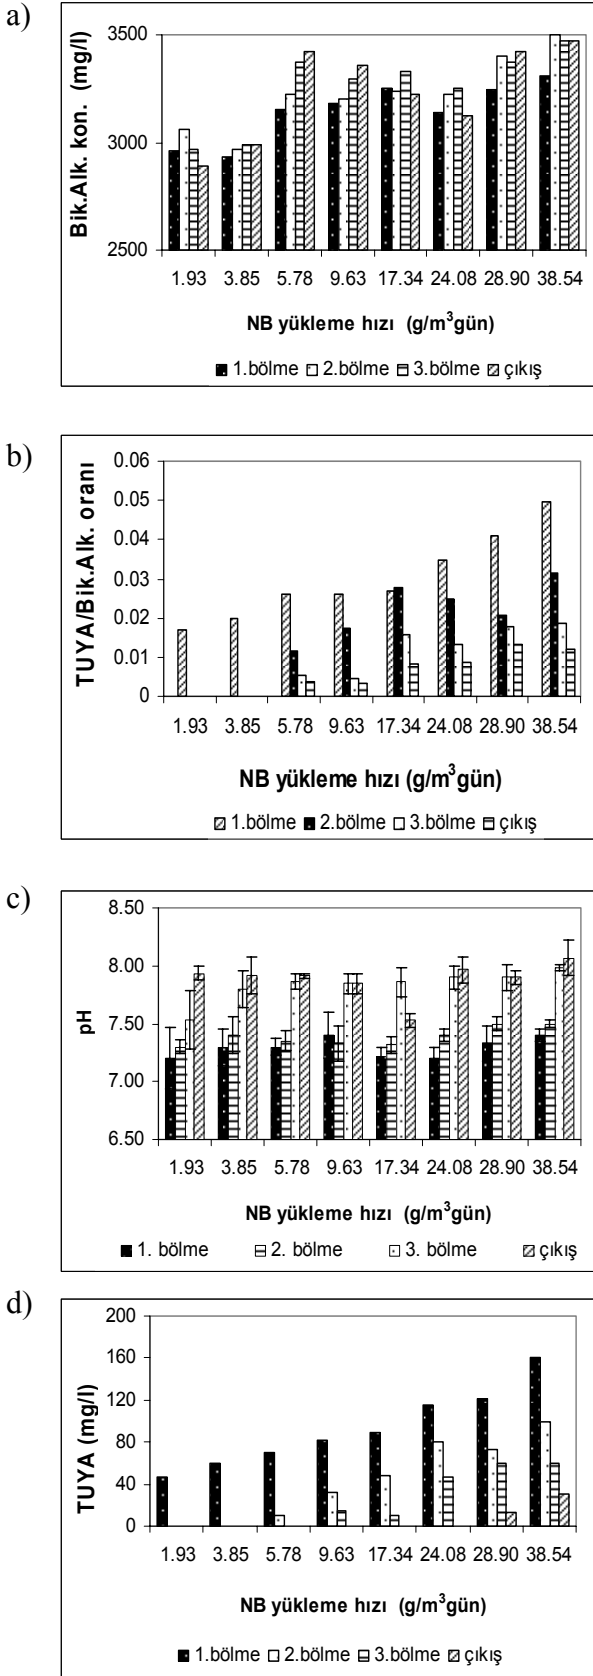 a)
3500
3000
2500
Bik.Alk. kon. (mg/l)
1.93 3.85 5.78 9.63 17.34 24.08 28.90 38.54
NB yükleme hızı (g/m³gün)
1.bölme 2.bölme 3.bölme çıkış
b)
0.06
0.05
0.04
0.03
0.02
0.01
0
TUYA/Bik.Alk. oranı
1.93 3.85 5.78 9.63 17.34 24.08 28.90 38.54
NB yükleme hızı (g/m³gün)
1.bölme 2.bölme 3.bölme çıkış
c)
8.50
8.00
7.50
7.00
6.50
pH
1.93 3.85 5.78 9.63 17.34 24.08 28.90 38.54
NB yükleme hızı (g/m³gün)
1. bölme 2. bölme 3. bölme çıkış
d)
200
160
120
80
40
0
TUYA (mg/l)
1.93 3.85 5.78 9.63 17.34 24.08 28.90 38.54
NB yükleme hızı (g/m³gün)
1.bölme 2.bölme 3.bölme çıkış